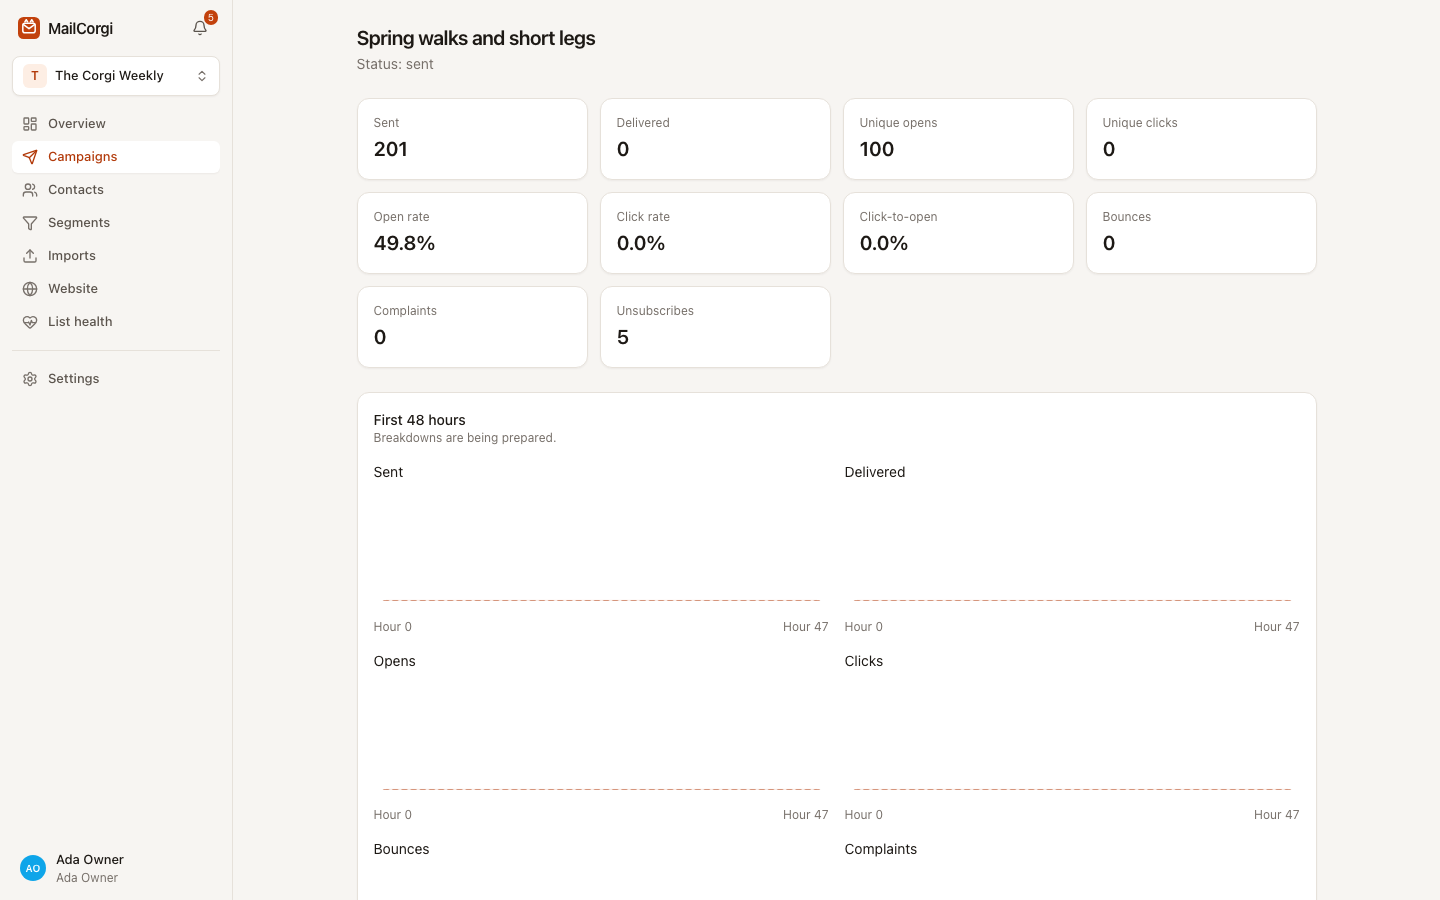 MailCorgi
5
T
The Corgi Weekly
Overview
Campaigns
Contacts
Segments
Imports
Website
List health
Settings
AO
Ada Owner
Ada Owner
Spring walks and short legs
Status: sent
Sent
201
Delivered
0
Unique opens
100
Unique clicks
0
Open rate
49.8%
Click rate
0.0%
Click-to-open
0.0%
Bounces
0
Complaints
0
Unsubscribes
5
First 48 hours
Breakdowns are being prepared.
Sent
Hour 0
Hour 47
Delivered
Hour 0
Hour 47
Opens
Hour 0
Hour 47
Clicks
Hour 0
Hour 47
Bounces
Complaints